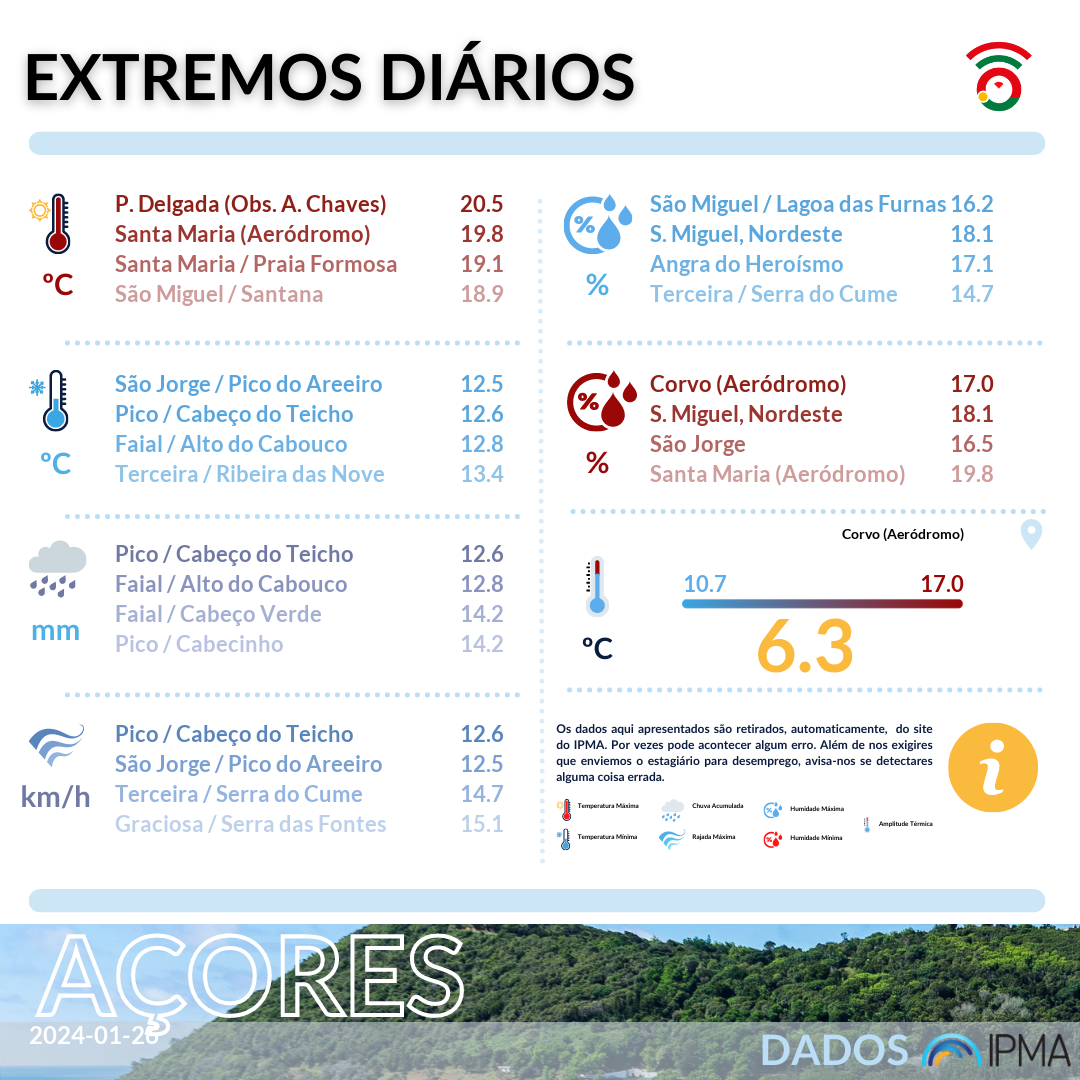 EXTREMOS DIÁRIOS
P. Delgada (Obs. A. Chaves) 20.5
Santa Maria (Aeródromo) 19.8
Santa Maria / Praia Formosa 19.1
São Miguel / Santana 18.9
ºC
São Jorge / Pico do Areeiro 12.5
Pico / Cabeço do Teicho 12.6
Faial / Alto do Cabouco 12.8
Terceira / Ribeira das Nove 13.4
ºC
Pico / Cabeço do Teicho 12.6
Faial / Alto do Cabouco 12.8
Faial / Cabeço Verde 14.2
Pico / Cabecinho 14.2
mm
Pico / Cabeço do Teicho 12.6
São Jorge / Pico do Areeiro 12.5
Terceira / Serra do Cume 14.7
Graciosa / Serra das Fontes 15.1
km/h
%
São Miguel / Lagoa das Furnas 16.2
S. Miguel, Nordeste 18.1
Angra do Heroísmo 17.1
Terceira / Serra do Cume 14.7
%
%
Corvo (Aeródromo) 17.0
S. Miguel, Nordeste 18.1
São Jorge 16.5
Santa Maria (Aeródromo) 19.8
%
Corvo (Aeródromo)
10.7 17.0
6.3
ºC
Os dados aqui apresentados são retirados, automaticamente, do site
do IPMA. Por vezes pode acontecer algum erro. Além de nos exigires
que enviemos o estagiário para desemprego, avisa-nos se detectares
alguma coisa errada.
i
Temperatura Máxima Chuva Acumulada Humidade Máxima
Amplitude Térmica
Temperatura Mínima Rajada Máxima Humidade Mínima
AÇORES
2024-01-26
DADOS IPMA